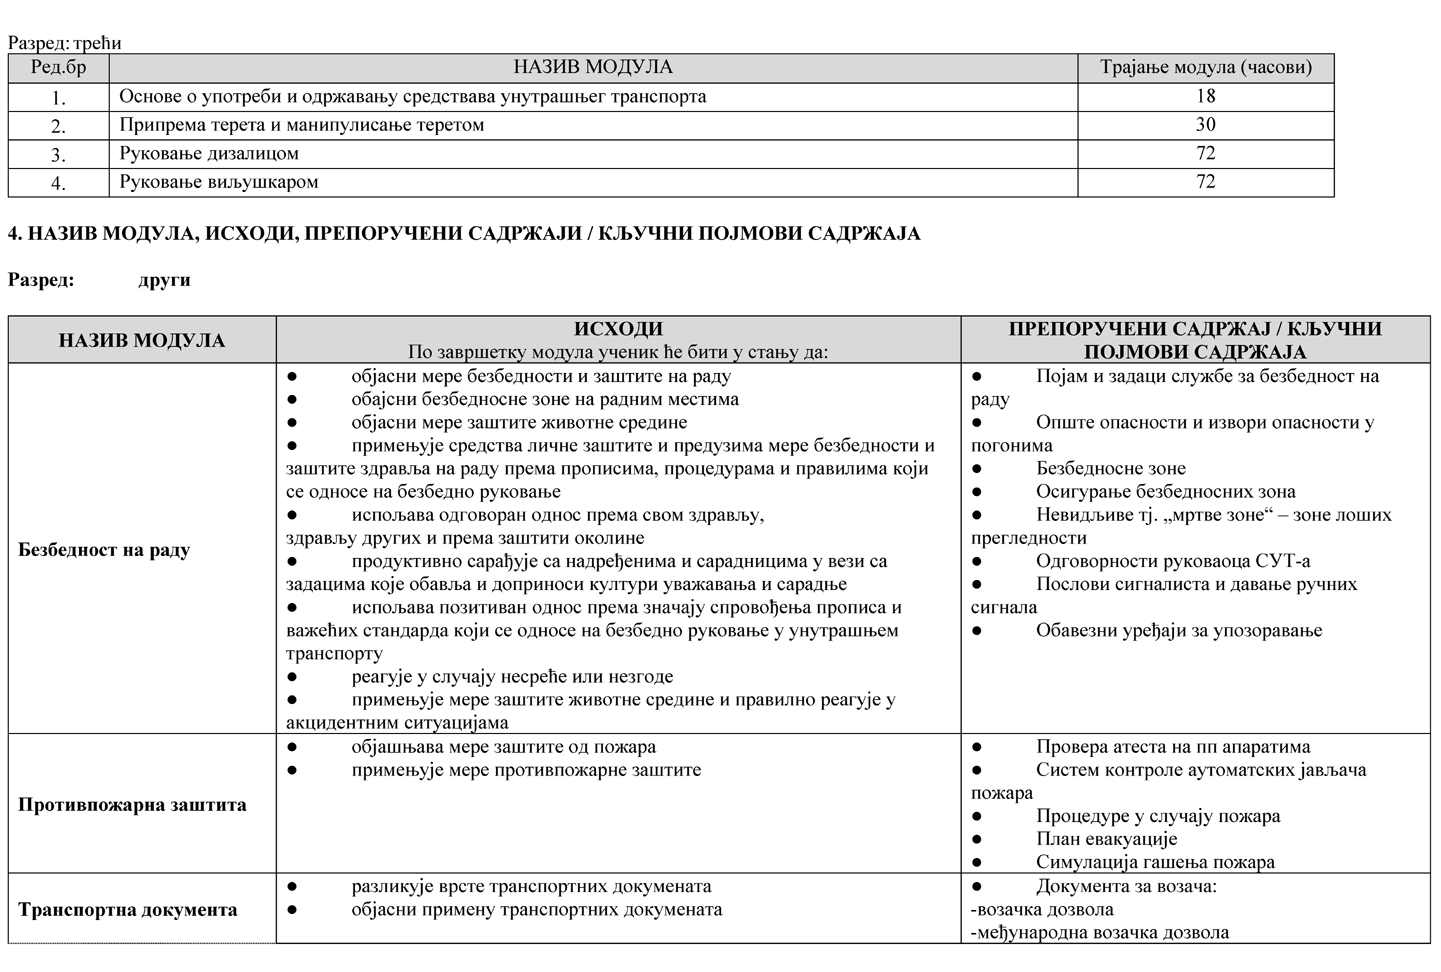 Разред: трећи
Ред.бр НАЗИВ МОДУЛА Трајање модула (часови)
1. Основе о употреби и одржавању средствава унутрашњег транспорта 18
2. Припрема терета и манипулисање теретом 30
3. Руковање дизалицом 72
4. Руковање виљушкаром 72
4. НАЗИВ МОДУЛА, ИСХОДИ, ПРЕПОРУЧЕНИ САДРЖАЈИ / КЉУЧНИ ПОЈМОВИ САДРЖАЈА
Разред: други
НАЗИВ МОДУЛА
ИСХОДИ
По завршетку модула ученик ће бити у стању да:
ПРЕПОРУЧЕНИ САДРЖАЈ / КЉУЧНИ
ПОЈМОВИ САДРЖАЈА
Безбедност на раду
● објасни мере безбедности и заштите на раду
● обајсни безбедносне зоне на радним местима
● објасни мере заштите животне средине
● примењује средства личне заштите и предузима мере безбедности и
заштите здравља на раду према прописима, процедурама и правилима који
се односе на безбедно руковање
● испољава одговоран однос према свом здрављу,
здрављу других и према заштити околине
● продуктивно сарађује са надређенима и сарадницима у вези са
задацима које обавља и доприноси култури уважавања и сарадње
● испољава позитиван однос према значају спровођења прописа и
важећих стандарда који се односе на безбедно руковање у унутрашњем
транспорту
● реагује у случају несреће или незгоде
● примењује мере заштите животне средине и правилно реагује у
акцидентним ситуацијама
● Појам и задаци службе за безбедност на
раду
● Опште опасности и извори опасности у
погонима
● Безбедносне зоне
● Осигурање безбедносних зона
● Невидљиве тј. „мртве зоне“ – зоне лоших
прегледности
● Одговорности руковаоца СУТ-а
● Послови сигналиста и давање ручних
сигнала
● Обавезни уређаји за упозоравање
Противпожарна заштита
● објашњава мере заштите од пожара
● примењује мере противпожарне заштите
● Провера атеста на пп апаратима
● Систем контроле аутоматских јављача
пожара
● Процедуре у случају пожара
● План евакуације
● Симулација гашења пожара
Транспортна документа
● разликује врсте транспортних докумената
● објасни примену транспортних докумената
● Документа за возача:
-возачка дозвола
-међународна возачка дозвола